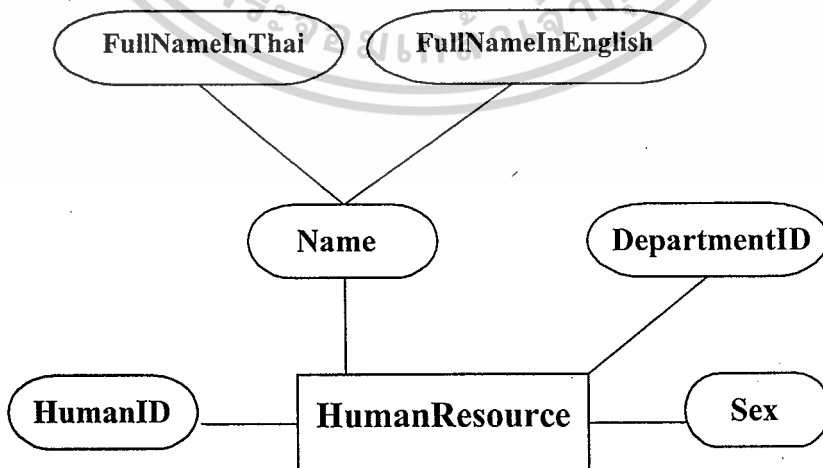 FullNameInThai FullNameInEnglish
Name DepartmentID
HumanID HumanResource Sex